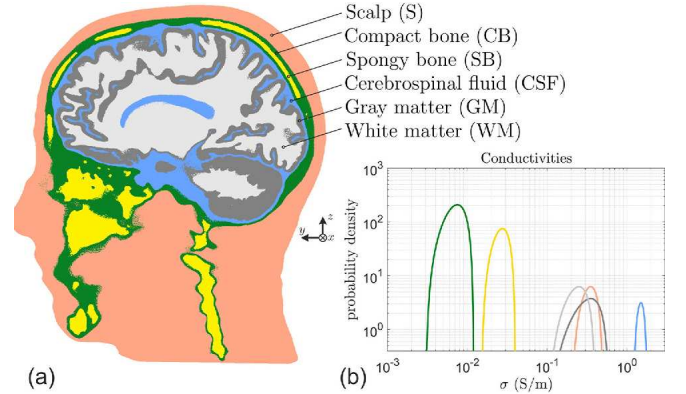 Scalp (S)
Compact bone (CB)
Spongy bone (SB)
Cerebrospinal fluid (CSF)
Gray matter (GM)
White matter (WM)
z
y
x
(a)
Conductivities
probability density
10³
10²
10¹
10⁰
10⁻³
10⁻²
10⁻¹
10⁰
σ (S/m)
(b)